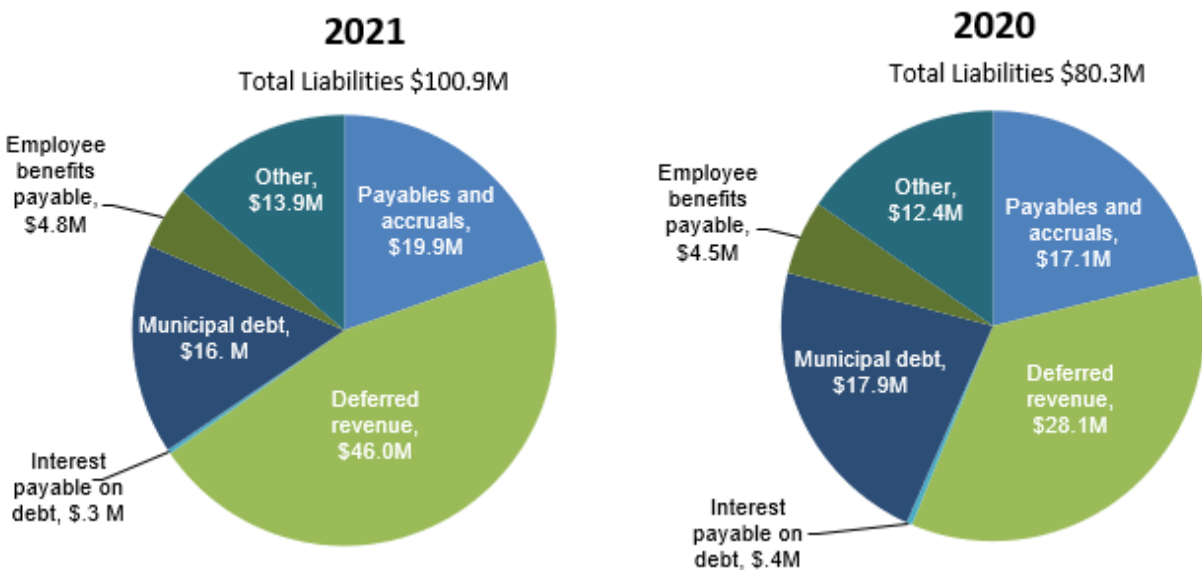 2021
Total Liabilities $100.9M
Employee
benefits
payable,
$4.8M
Other,
$13.9M
Payables and
accruals,
$19.9M
Municipal debt,
$16. M
Deferred
revenue,
$46.0M
Interest
payable on
debt, $.3 M
2020
Total Liabilities $80.3M
Employee
benefits
payable,
$4.5M
Other,
$12.4M
Payables and
accruals,
$17.1M
Municipal debt,
$17.9M
Deferred
revenue,
$28.1M
Interest
payable on
debt, $.4M